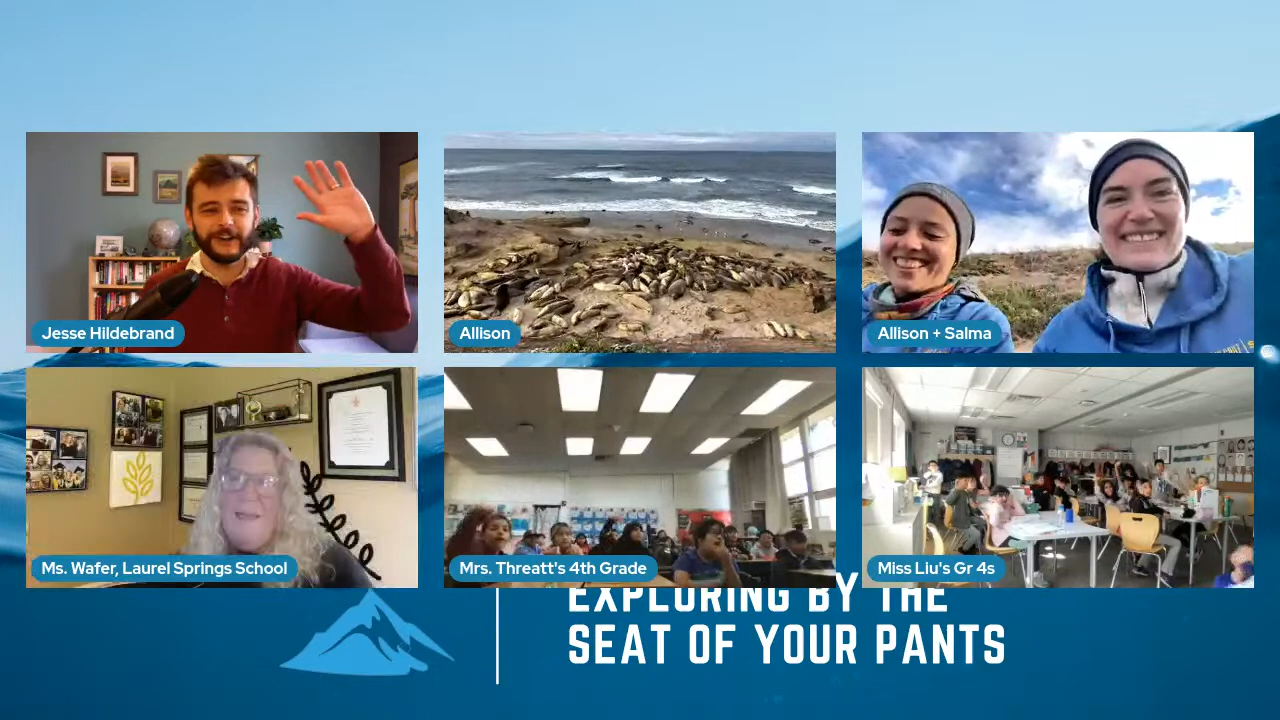 Jesse Hildebrand
Allison
Allison + Salma
Ms. Wafer, Laurel Springs School
Mrs. Threatt's 4th Grade
Miss Liu's Gr 4s
EXPLORING BY THE
SEAT OF YOUR PANTS